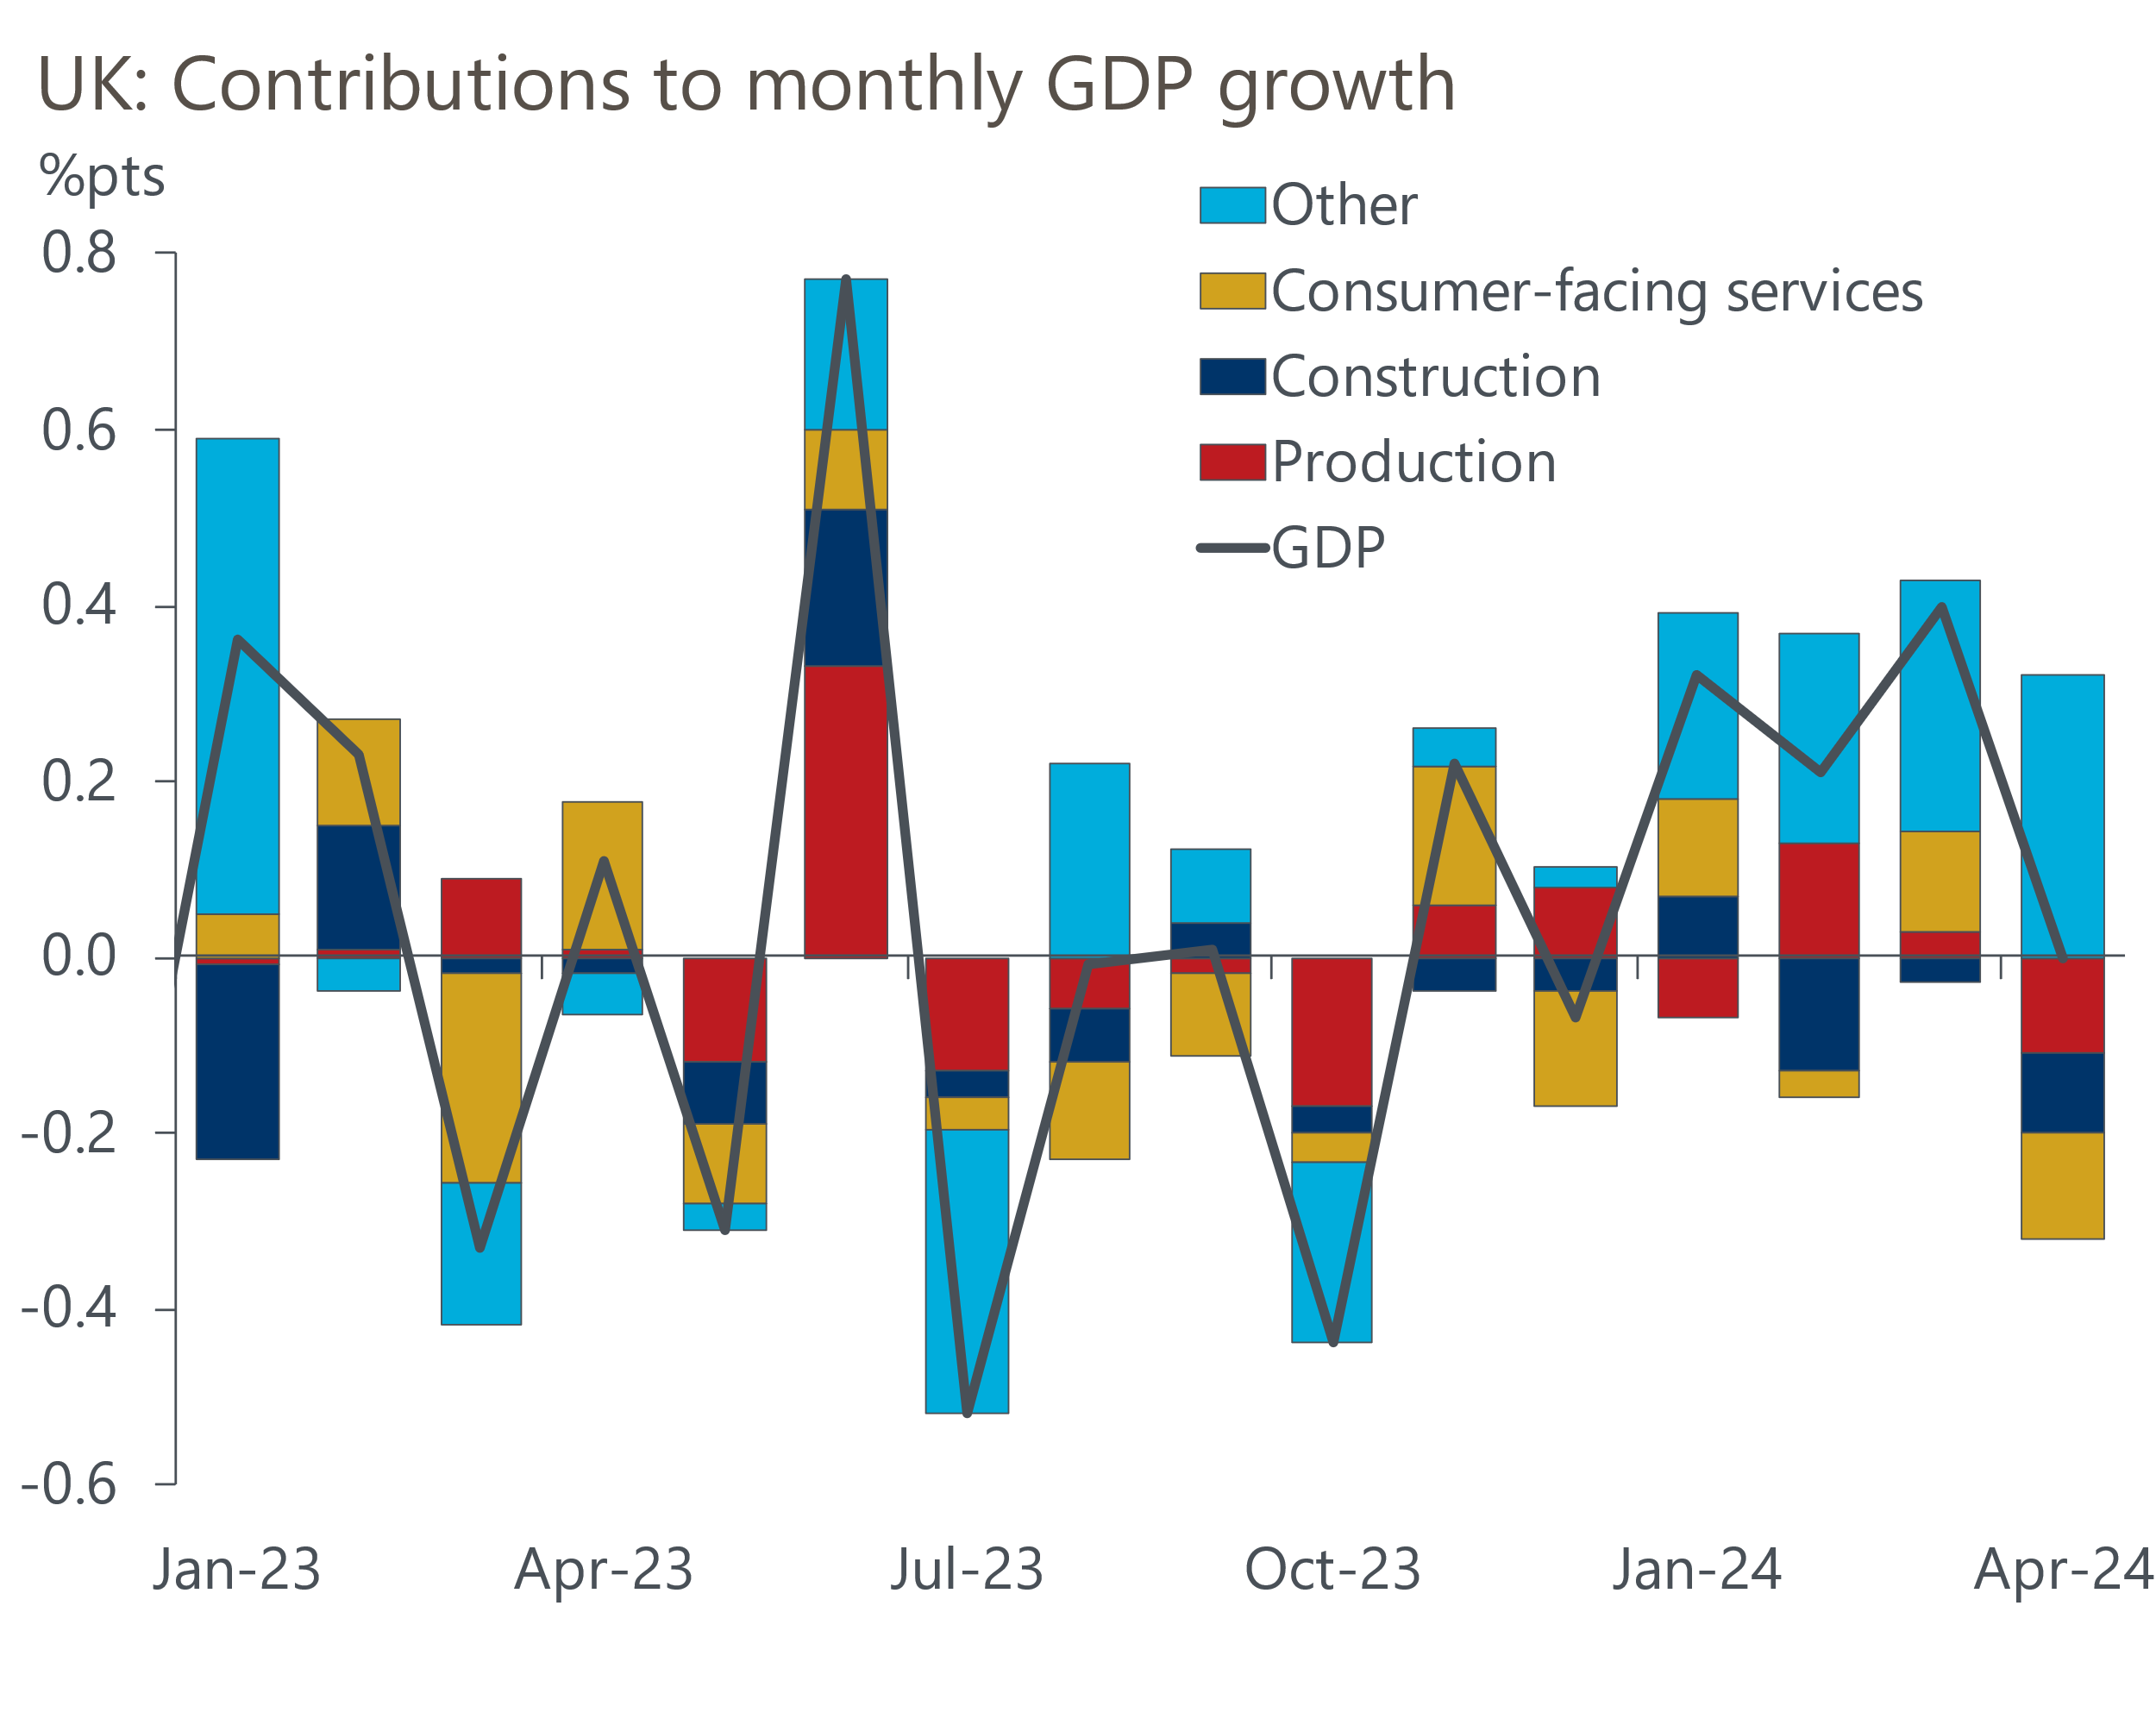 UK: Contributions to monthly GDP growth
%pts
Other
Consumer-facing services
Construction
Production
GDP
0.8
0.6
0.4
0.2
0.0
-0.2
-0.4
-0.6
Jan-23 Apr-23 Jul-23 Oct-23 Jan-24 Apr-24